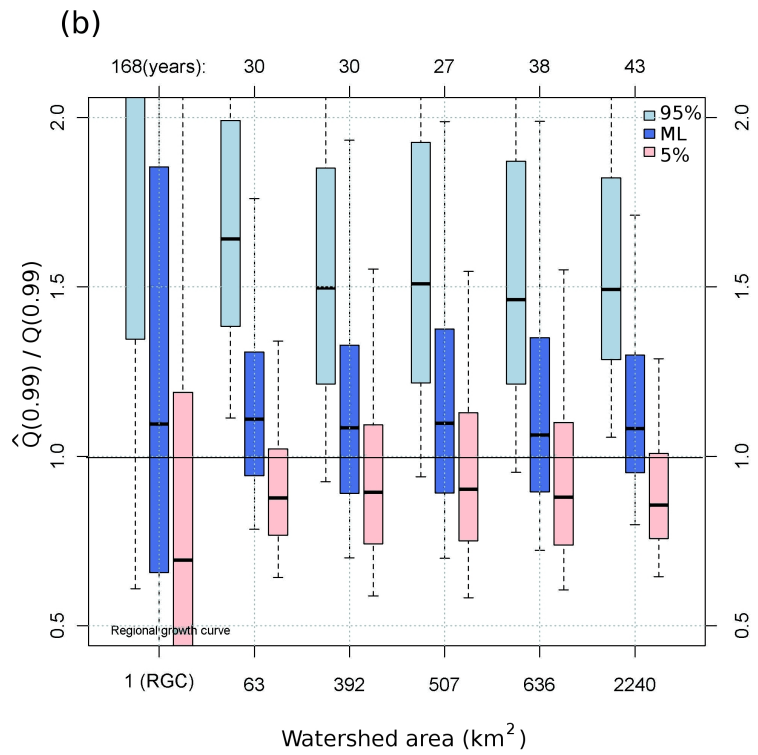 (b)
168(years): 30 30 27 38 43
2.0 2.0
95%
ML
5%
1.5 1.5
Q̂(0.99) / Q(0.99)
1.0 1.0
0.5 0.5
Regional growth curve
1 (RGC) 63 392 507 636 2240
Watershed area (km²)